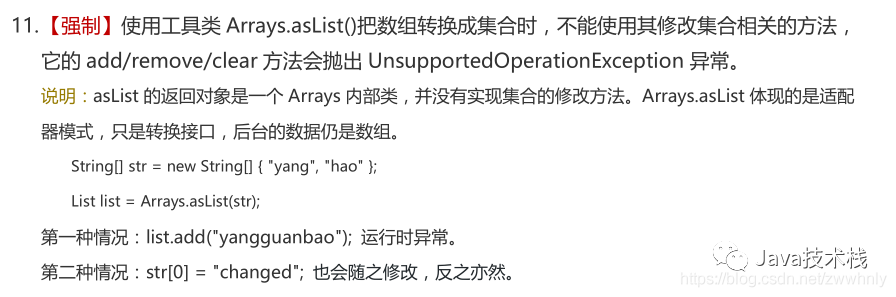 11.【强制】使用工具类 Arrays.asList()把数组转换成集合时，不能使用其修改集合相关的方法，
它的 add/remove/clear 方法会抛出 UnsupportedOperationException 异常。
说明：asList 的返回对象是一个 Arrays 内部类，并没有实现集合的修改方法。Arrays.asList 体现的是适配
器模式，只是转换接口，后台的数据仍是数组。
String[] str = new String[] { "yang", "hao" };
List list = Arrays.asList(str);
第一种情况：list.add("yangguanbao"); 运行时异常。
第二种情况：str[0] = "changed"; 也会随之修改，反之亦然。
Java技术栈
https://blog.csdn.net/zwwhnly